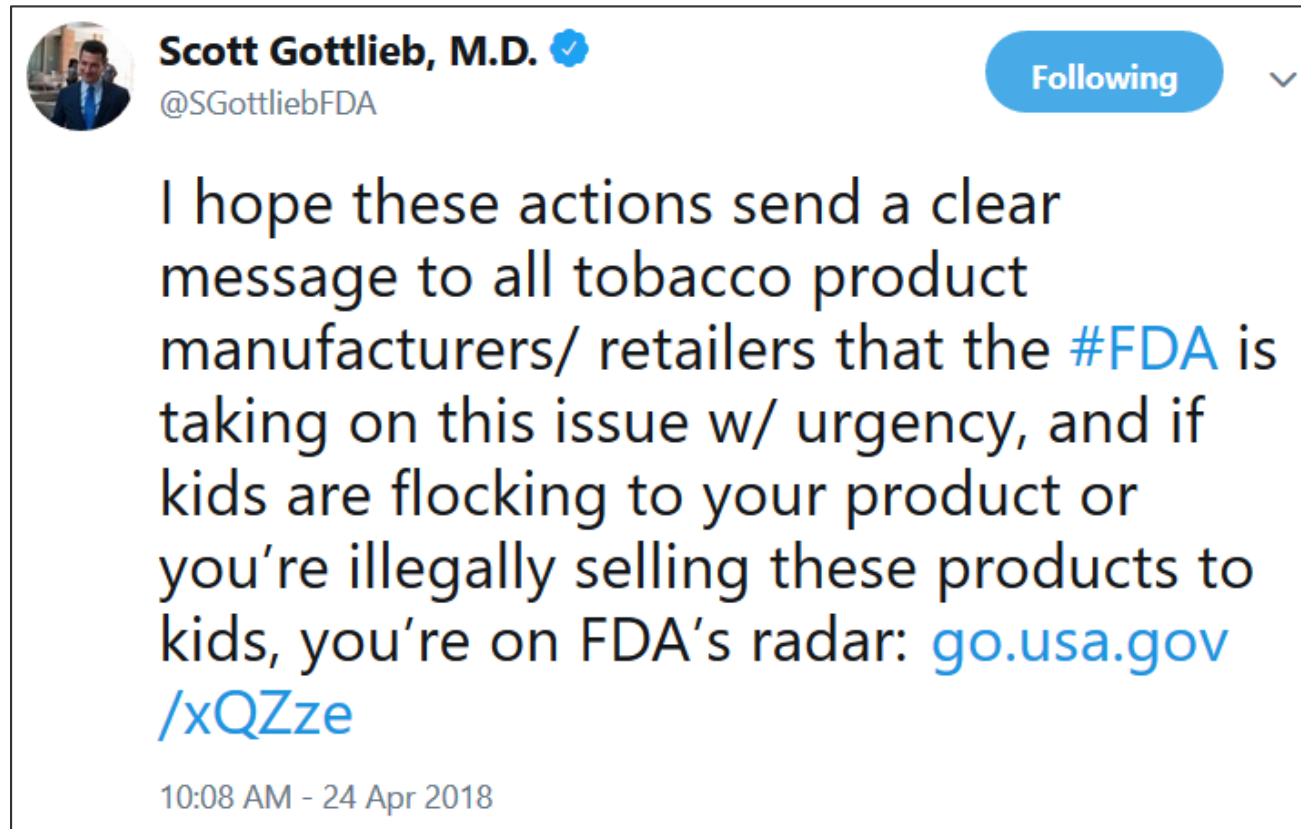 Scott Gottlieb, M.D.
@SGottliebFDA
Following
I hope these actions send a clear
message to all tobacco product
manufacturers/ retailers that the #FDA is
taking on this issue w/ urgency, and if
kids are flocking to your product or
you’re illegally selling these products to
kids, you’re on FDA’s radar: go.usa.gov
/xQZze
10:08 AM - 24 Apr 2018